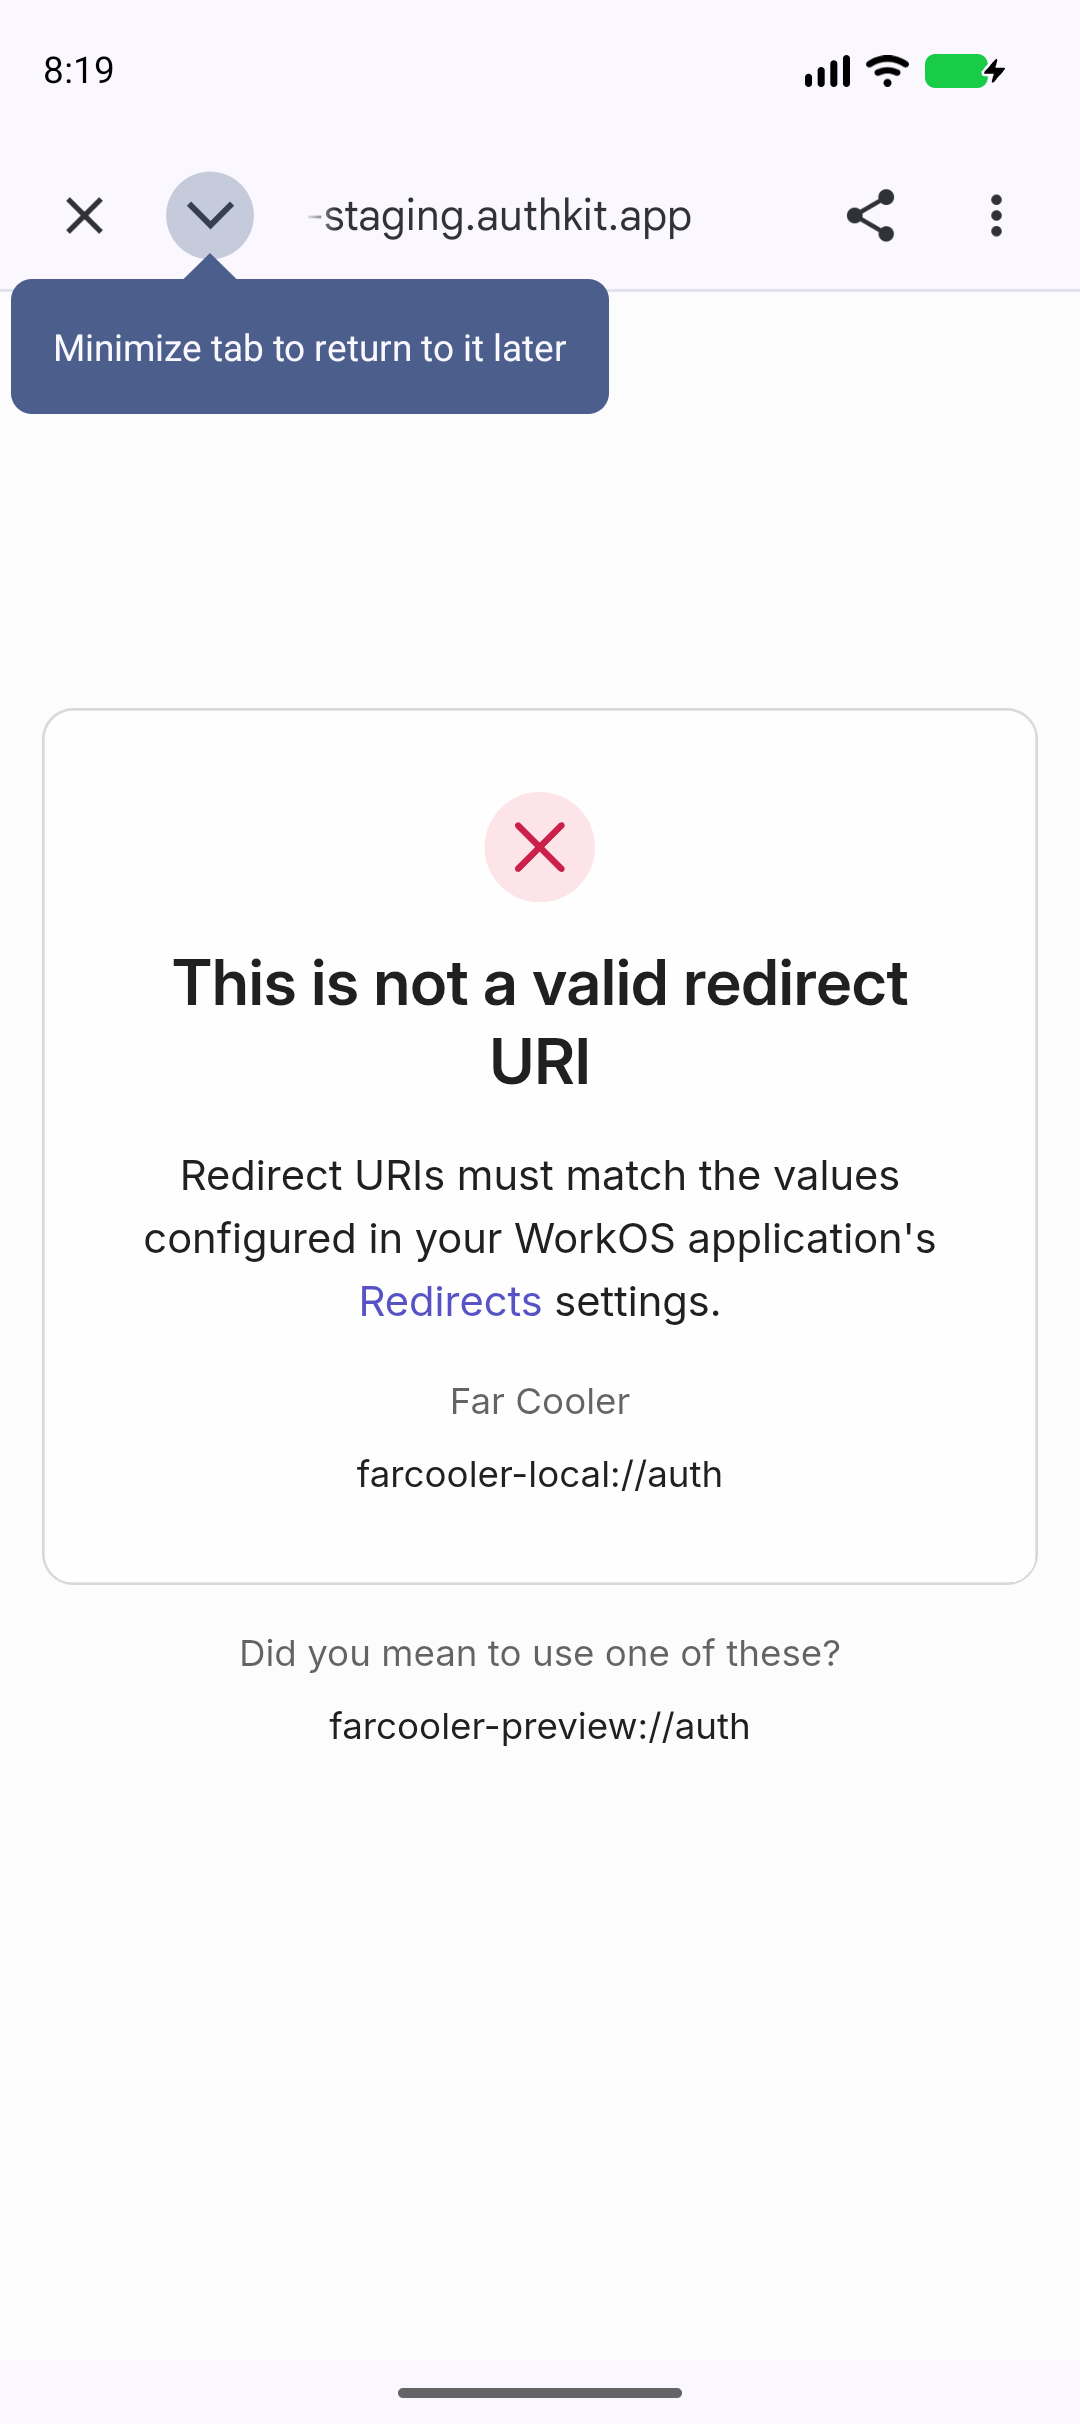 8:19
-staging.authkit.app
Minimize tab to return to it later
This is not a valid redirect
URI
Redirect URIs must match the values
configured in your WorkOS application's
Redirects settings.
Far Cooler
farcooler-local://auth
Did you mean to use one of these?
farcooler-preview://auth